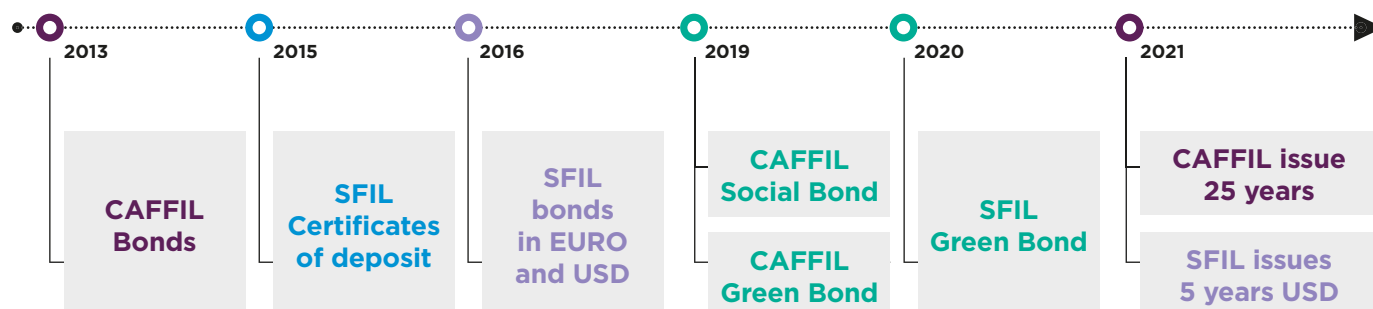 2013
CAFFIL
Bonds
2015
SFIL
Certificates
of deposit
2016
SFIL
bonds
in EURO
and USD
2019
CAFFIL
Social Bond
CAFFIL
Green Bond
2020
SFIL
Green Bond
2021
CAFFIL issue
25 years
SFIL issues
5 years USD